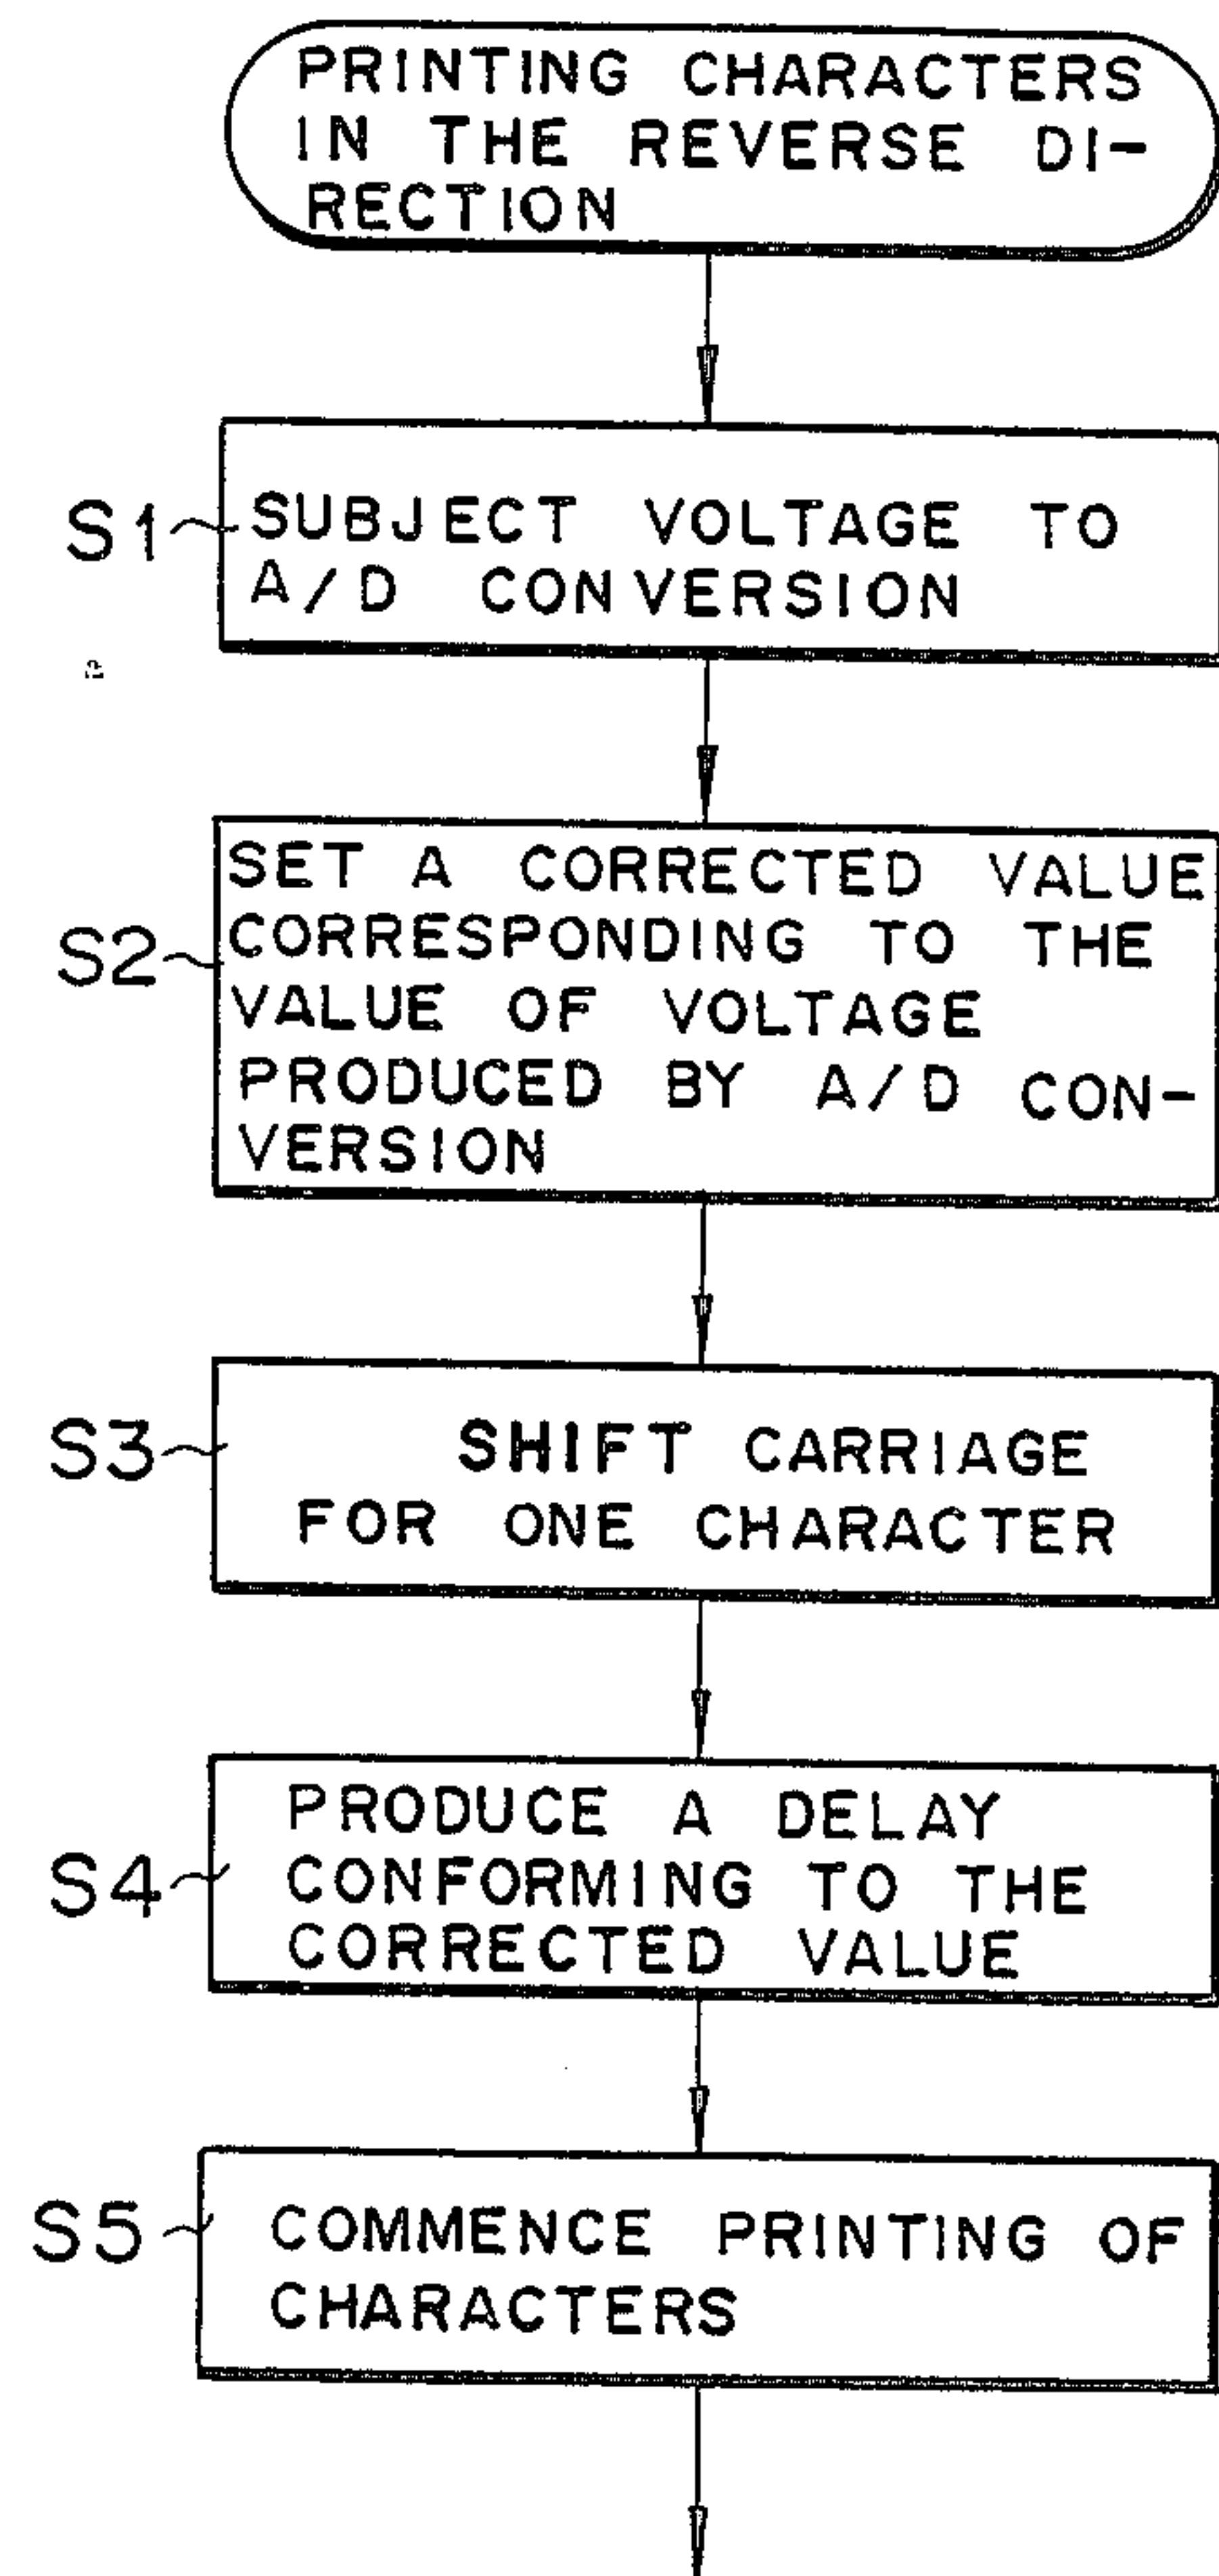 PRINTING CHARACTERS
IN THE REVERSE DI-
RECTION
S1
SUBJECT VOLTAGE TO
A/D CONVERSION
S2
SET A CORRECTED VALUE
CORRESPONDING TO THE
VALUE OF VOLTAGE
PRODUCED BY A/D CON-
VERSION
S3
SHIFT CARRIAGE
FOR ONE CHARACTER
S4
PRODUCE A DELAY
CONFORMING TO THE
CORRECTED VALUE
S5
COMMENCE PRINTING OF
CHARACTERS